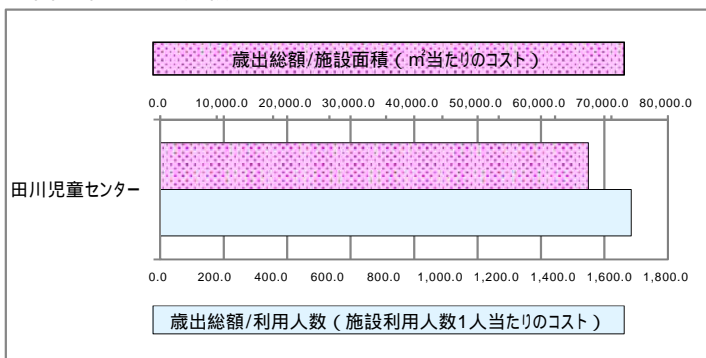 歳出総額/施設面積(㎡当たりのコスト)
0.0 10,000.0 20,000.0 30,000.0 40,000.0 50,000.0 60,000.0 70,000.0 80,000.0
田川児童センター
0.0 200.0 400.0 600.0 800.0 1,000.0 1,200.0 1,400.0 1,600.0 1,800.0
歳出総額/利用人数(施設利用人数1人当たりのコスト)